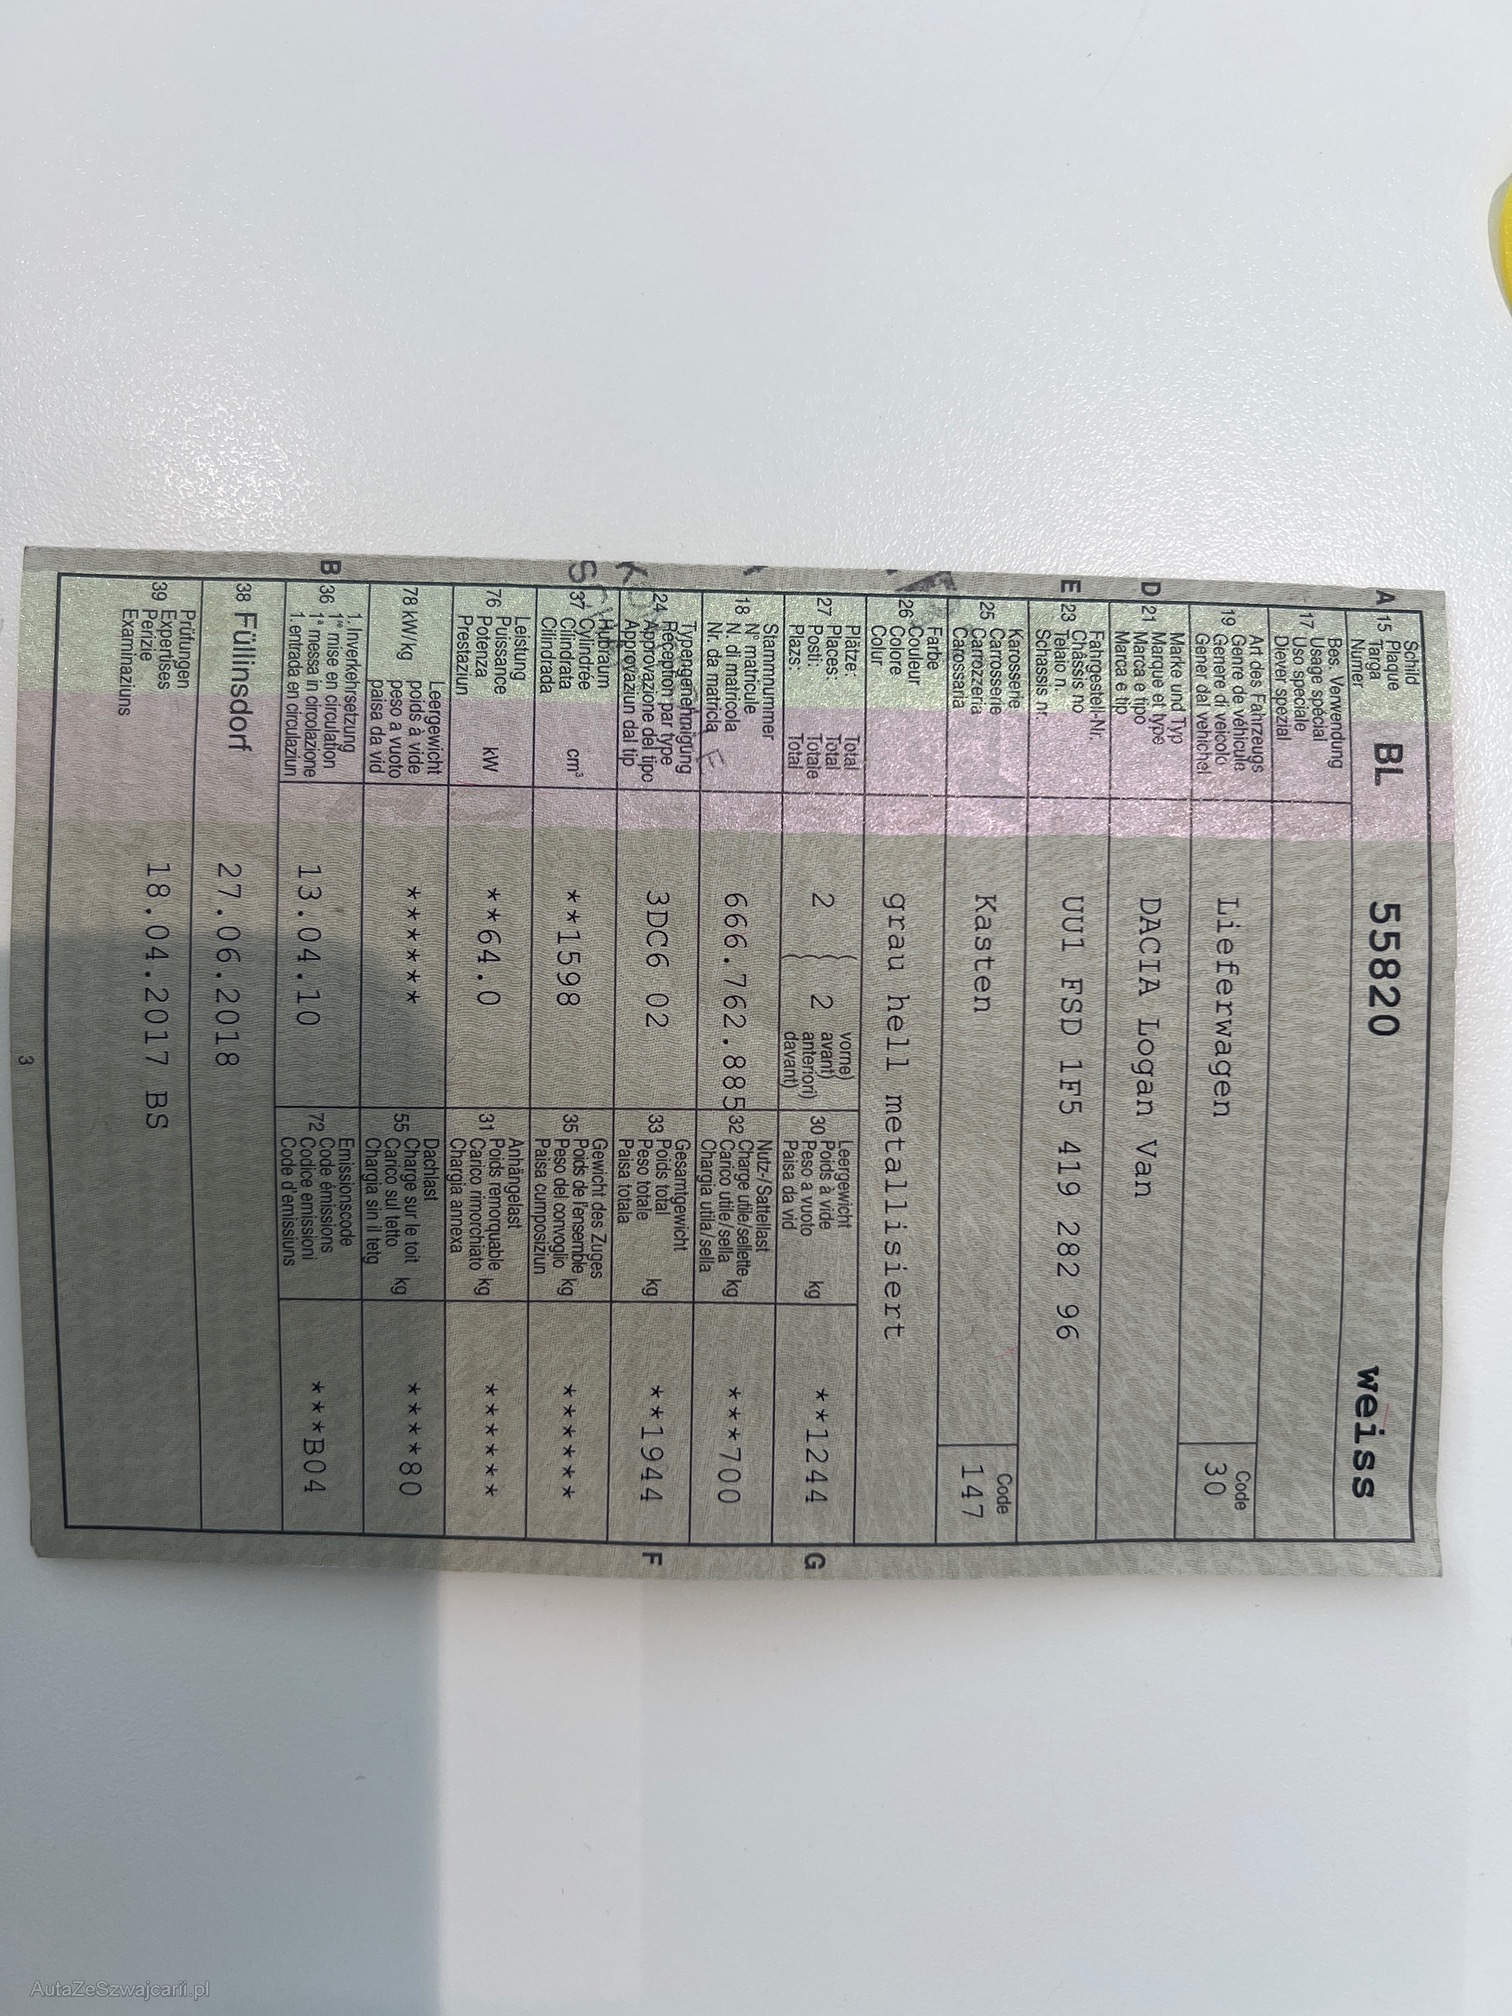 Schild
A 15 Plaque BL 55820 weiss
Targa
Numer
Bes. Verwendung
17 Usage spécial
Uso speciale
Diever spezial
Art des Fahrzeugs
19 Genre de véhicule Lieferwagen Code 30
Genere di veicolo
Gener dal vehichel
Marke und Typ
D 21 Marque et type DACIA Logan Van
Marca e tipo
Marca e tip
Fahrgestell-Nr.
E 23 Châssis no UU1 FSD 1F5 419 282 96
Telaio n.
Schassis nr.
Karosserie
25 Carrosserie Kasten Code 147
Carrozzeria
Carossaria
Farbe
26 Couleur grau hell metallisiert
Colore
Colur
Plätze: Total vorne) Leergewicht
27 Places: Total 2 ( 2 avant) 30 Poids à vide **1244 G
Posti: Totale anteriori) Peso a vuoto kg
Plazs: Total davant) Paisa da vid
Stammnummer Nutz-/Sattellast
18 N° matricule 666.762.885 32 Charge utile/sellette kg ***700
N. di matricola Carico utile/sella
Nr. da matricla Chargia utila/sella
Typengenehmigung Gesamtgewicht
24 Réception par type 3DC6 02 33 Poids total kg **1944 F
Approvazione del tipo Peso totale
Approvaziun dal tip Paisa totala
Hubraum Gewicht des Zuges
37 Cylindrée cm³ **1598 35 Poids de l'ensemble kg ******
Cilindrata Peso del convoglio
Cilindrada Paisa cumposiziun
Leistung Anhängelast
76 Puissance kW **64.0 31 Poids remorquable kg ******
Potenza Carico rimorchiato
Prestaziun Chargia annexa
Leergewicht Dachlast
78 kW/kg poids à vide ****** 55 Charge sur le toit kg ****80
peso a vuoto Carico sul tetto
paisa da vid Chargia sin il tetg
1. Inverkehrsetzung Emissionscode
B 36 1re mise en circulation 13.04.10 72 Code émissions ***B04
1a messa in circolazione Codice emissioni
1. entrada en circulaziun Code d'emissiuns
38 Füllinsdorf 27.06.2018
Prüfungen
39 Expertises 18.04.2017 BS
Perizie
Examinaziuns
3
AutaZeSzwajcarii.pl